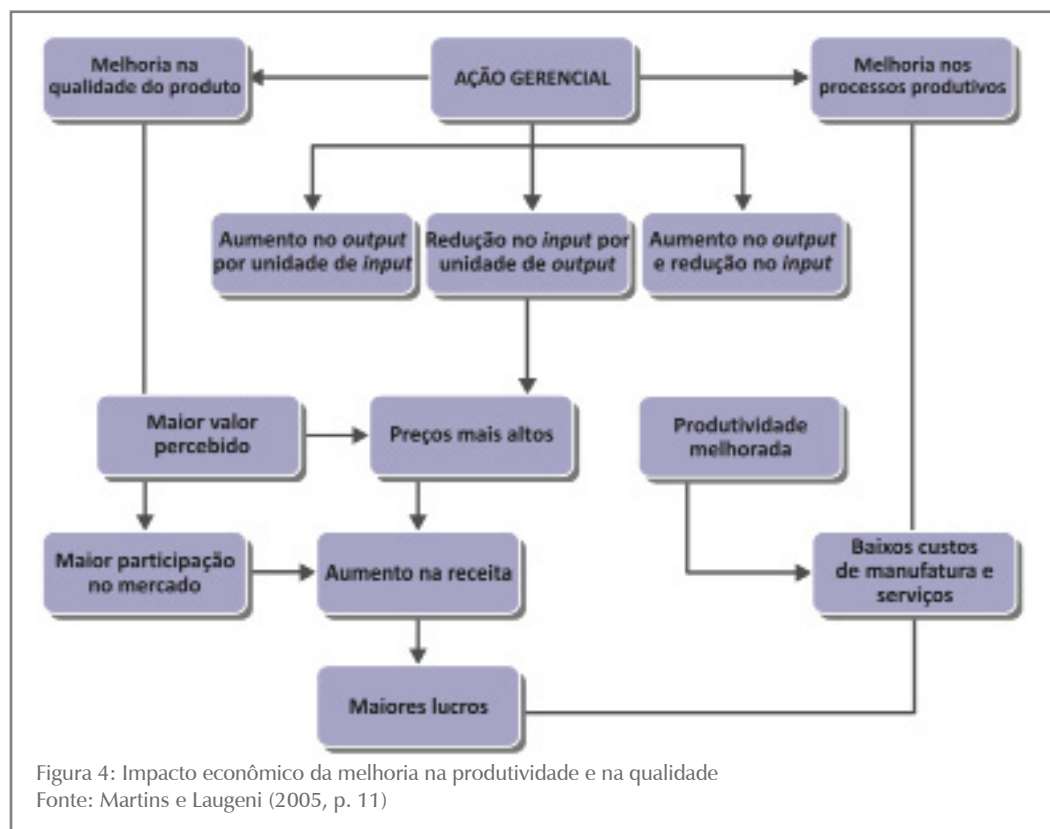 Melhoria na
qualidade do produto
AÇÃO GERENCIAL
Melhoria nos
processos produtivos
Aumento no output
por unidade de input
Redução no input por
unidade de output
Aumento no output
e redução no input
Maior valor
percebido
Preços mais altos
Produtividade
melhorada
Maior participação
no mercado
Aumento na receita
Baixos custos
de manufatura e
serviços
Maiores lucros
Figura 4: Impacto econômico da melhoria na produtividade e na qualidade
Fonte: Martins e Laugeni (2005, p. 11)